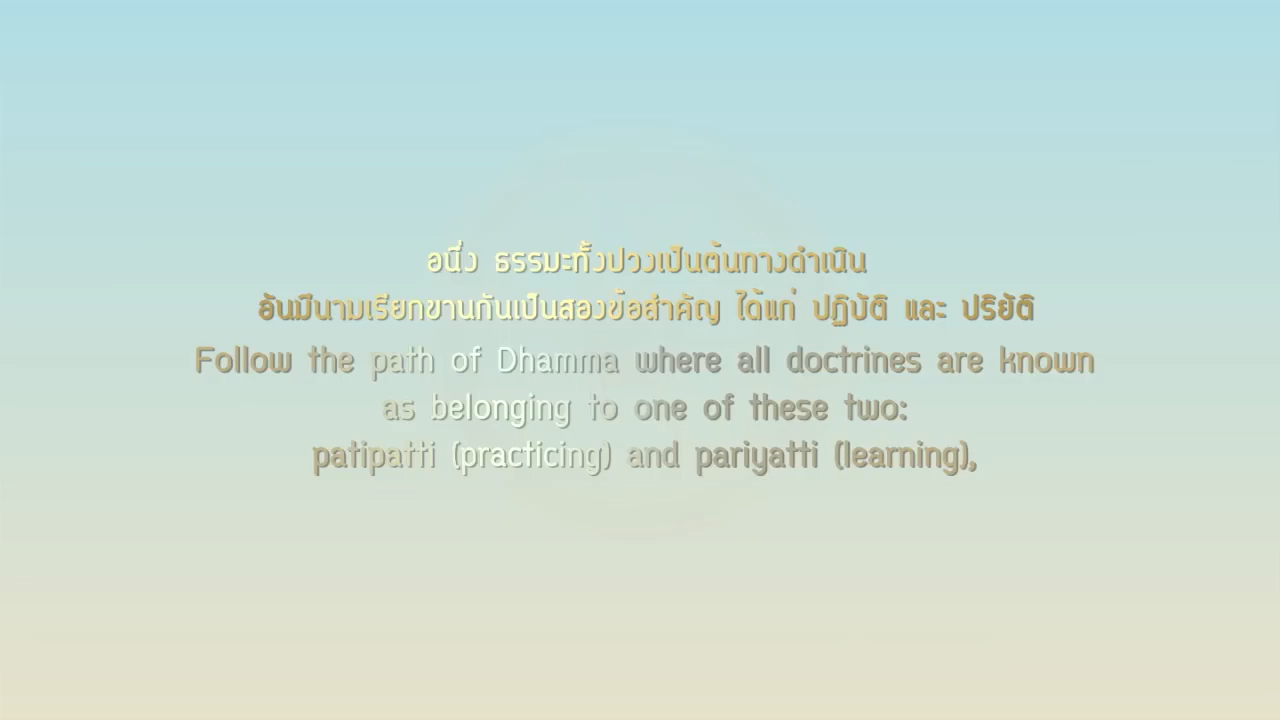 อนึ่ง ธรรมะทั้งปวงเป็นต้นทางดำเนิน
อันมีนามเรียกขานกันเป็นสองข้อสำคัญ ได้แก่ ปฏิบัติ และ ปริยัติ
Follow the path of Dhamma where all doctrines are known
as belonging to one of these two:
patipatti (practicing) and pariyatti (learning),